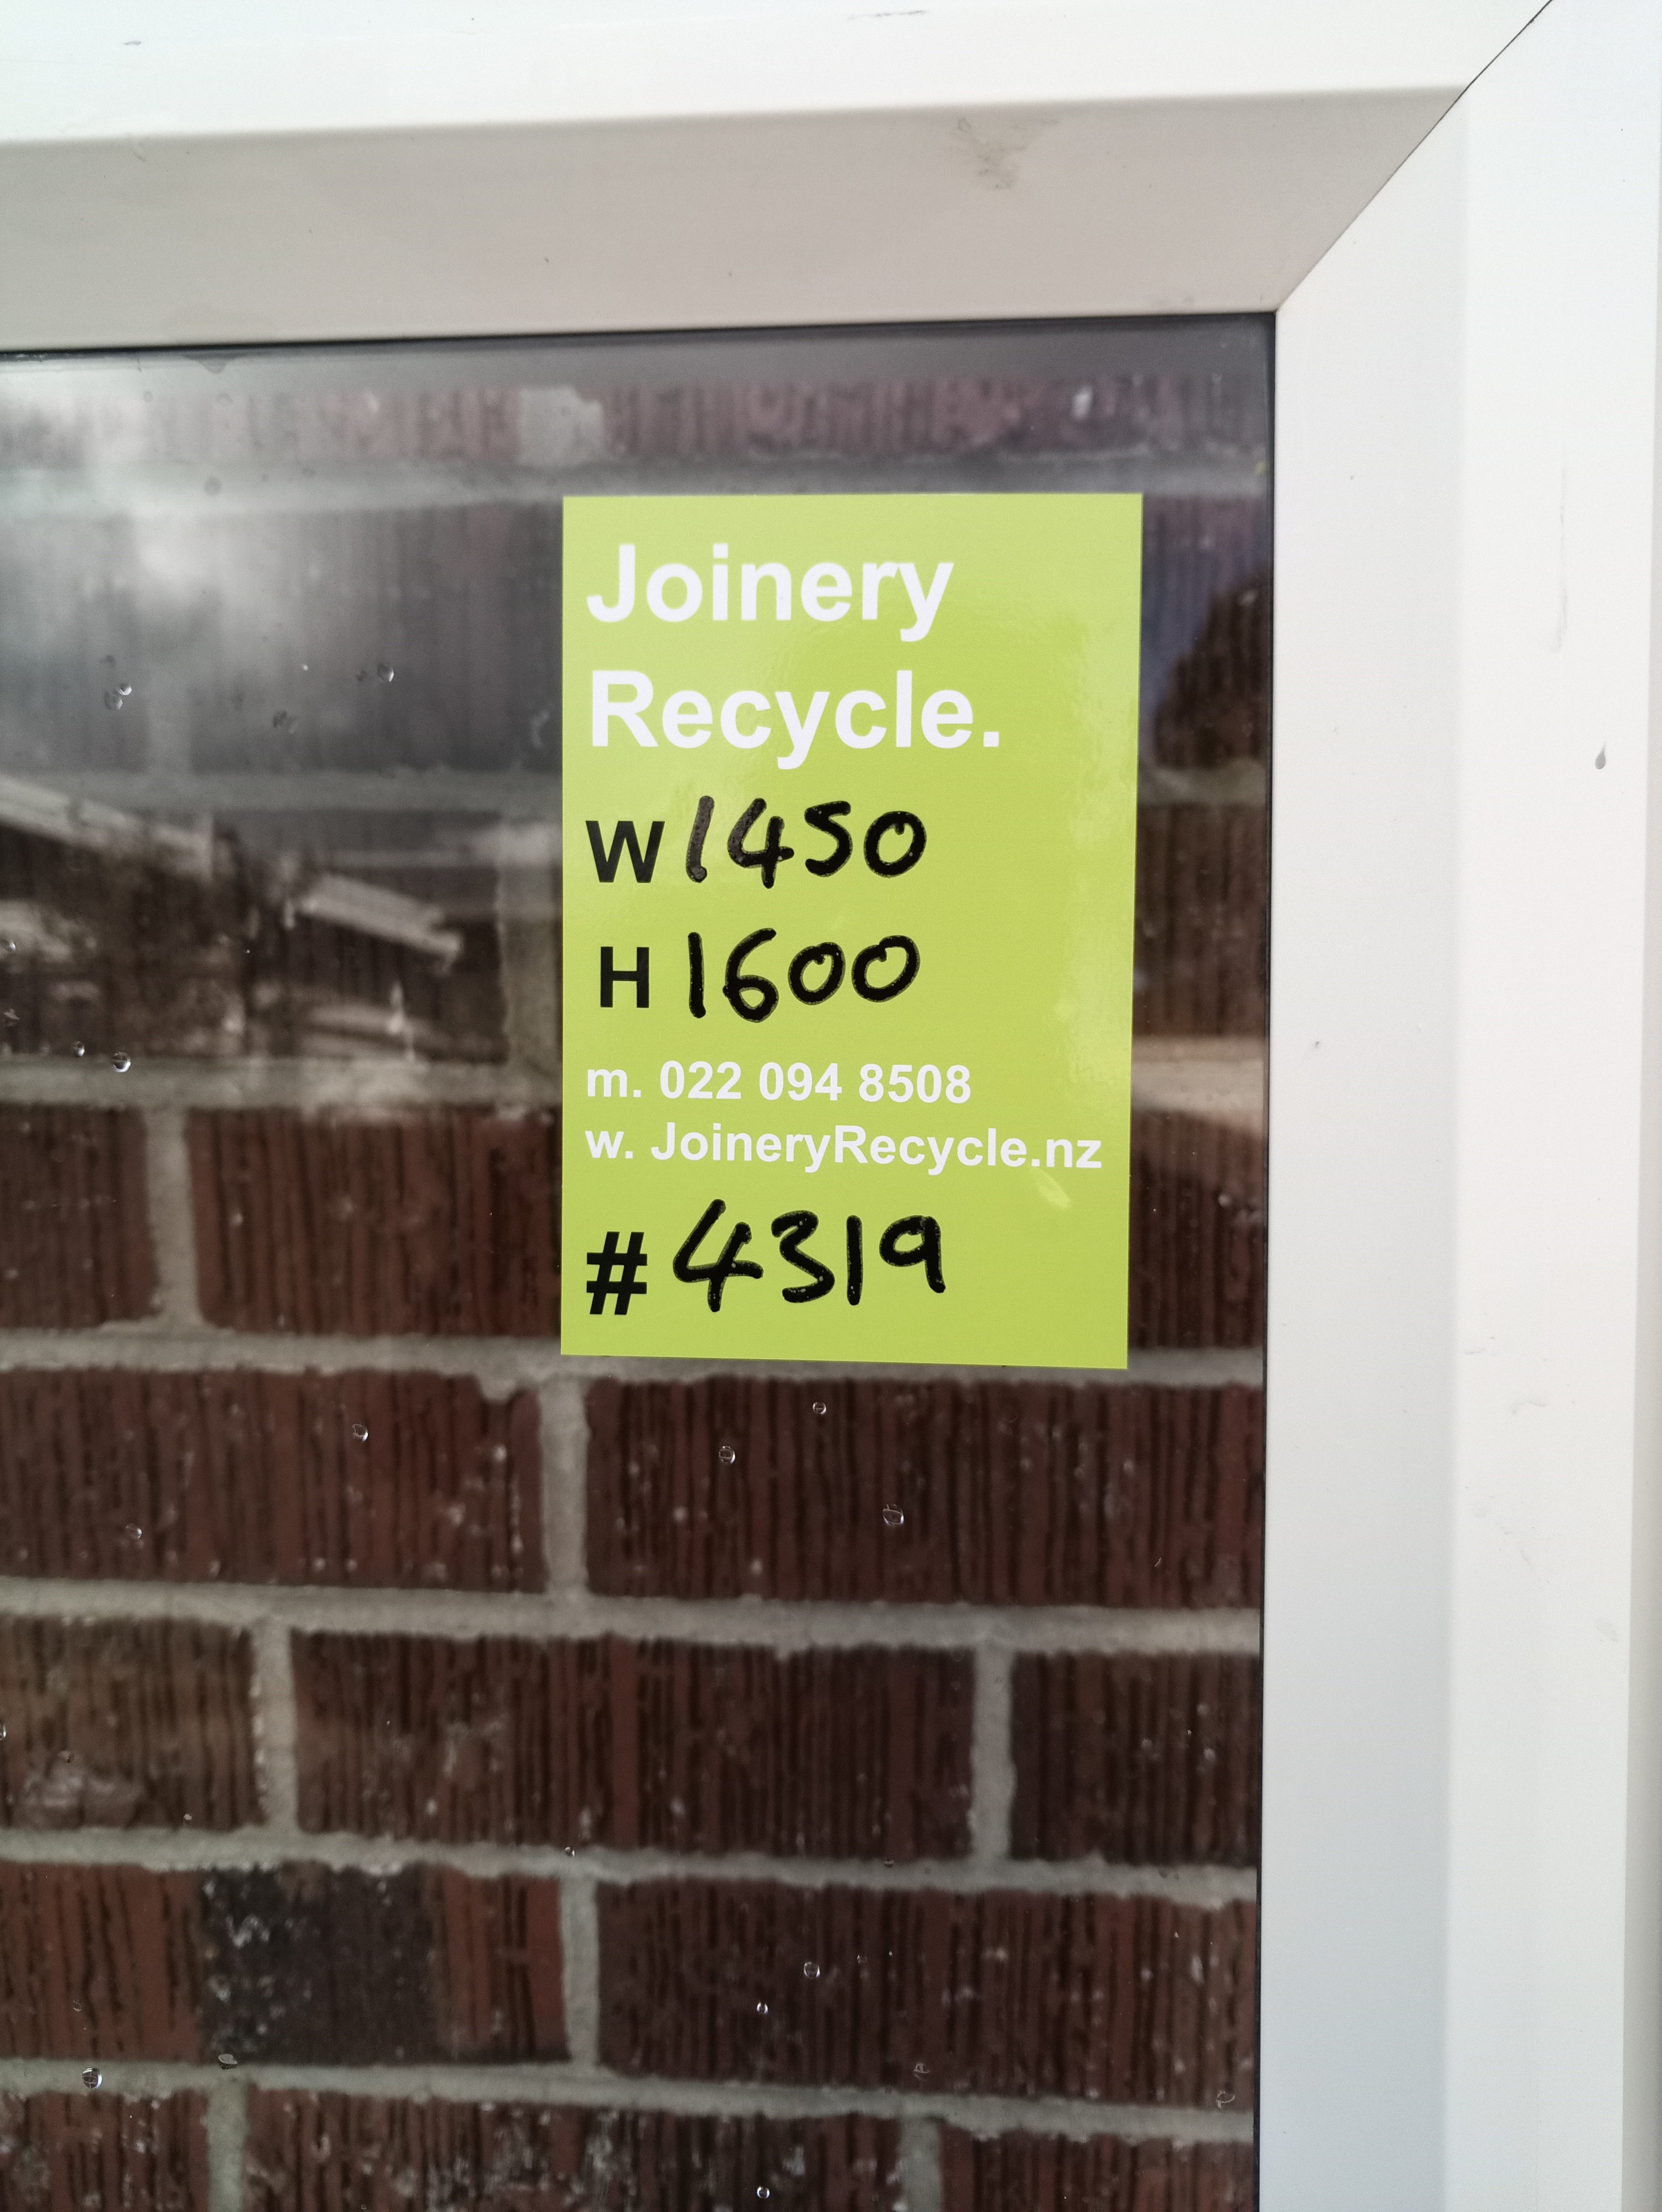 Joinery
Recycle.
W 1450
H 1600
m. 022 094 8508
w. JoineryRecycle.nz
# 4319